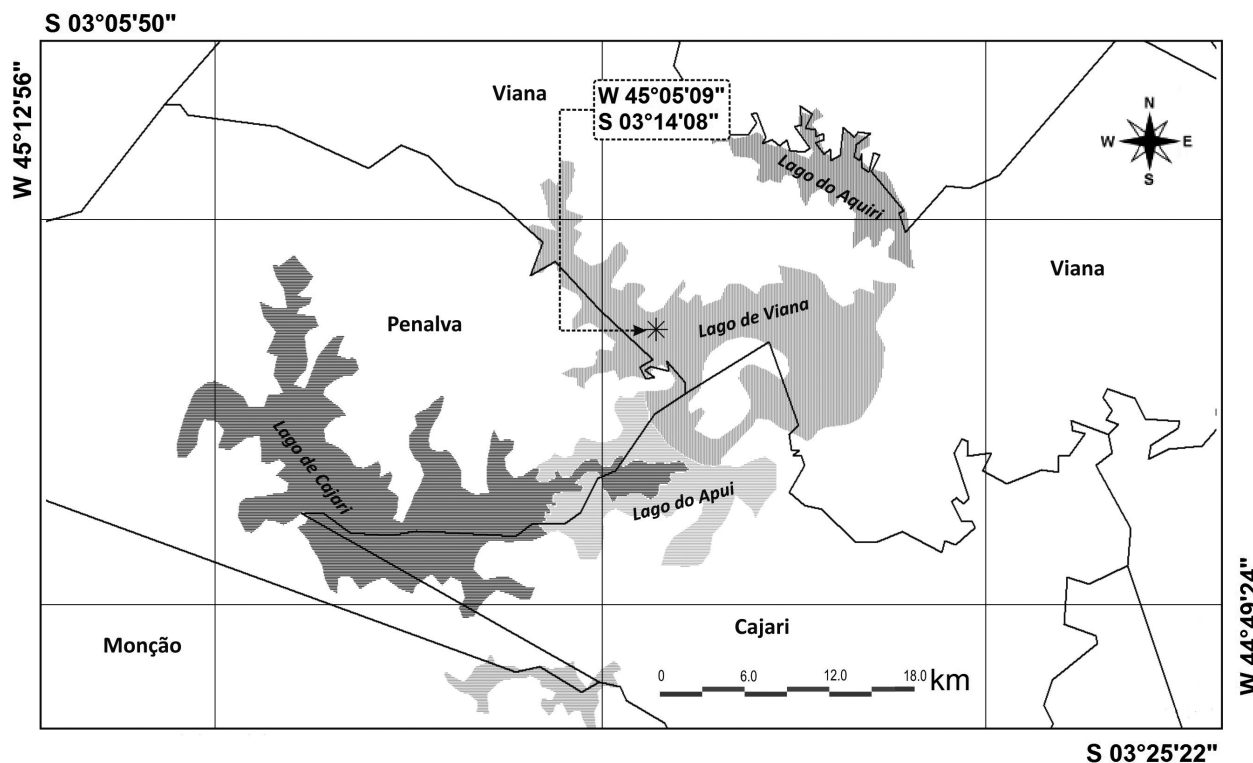 S 03°05'50"
W 45°12'56"
Viana
W 45°05'09"
S 03°14'08"
N
W
E
S
Lago do Aquiri
Viana
Penalva
Lago de Viana
Lago de Cajari
Lago do Apui
Monção
Cajari
0 6.0 12.0 18.0 km
W 44°49'24"
S 03°25'22"